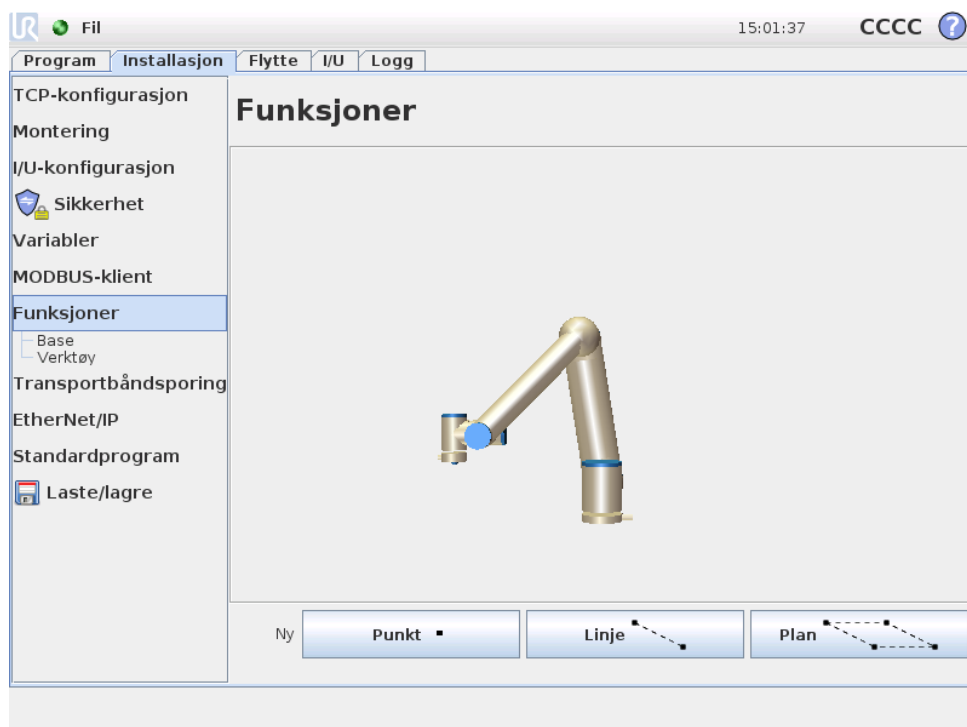 UR Fil 15:01:37 CCCC ?
Program Installasjon Flytte I/U Logg
TCP-konfigurasjon
Montering
I/U-konfigurasjon
Sikkerhet
Variabler
MODBUS-klient
Funksjoner
Base
Verktøy
Transportbåndsporing
EtherNet/IP
Standardprogram
Laste/lagre
Funksjoner
Ny Punkt Linje Plan